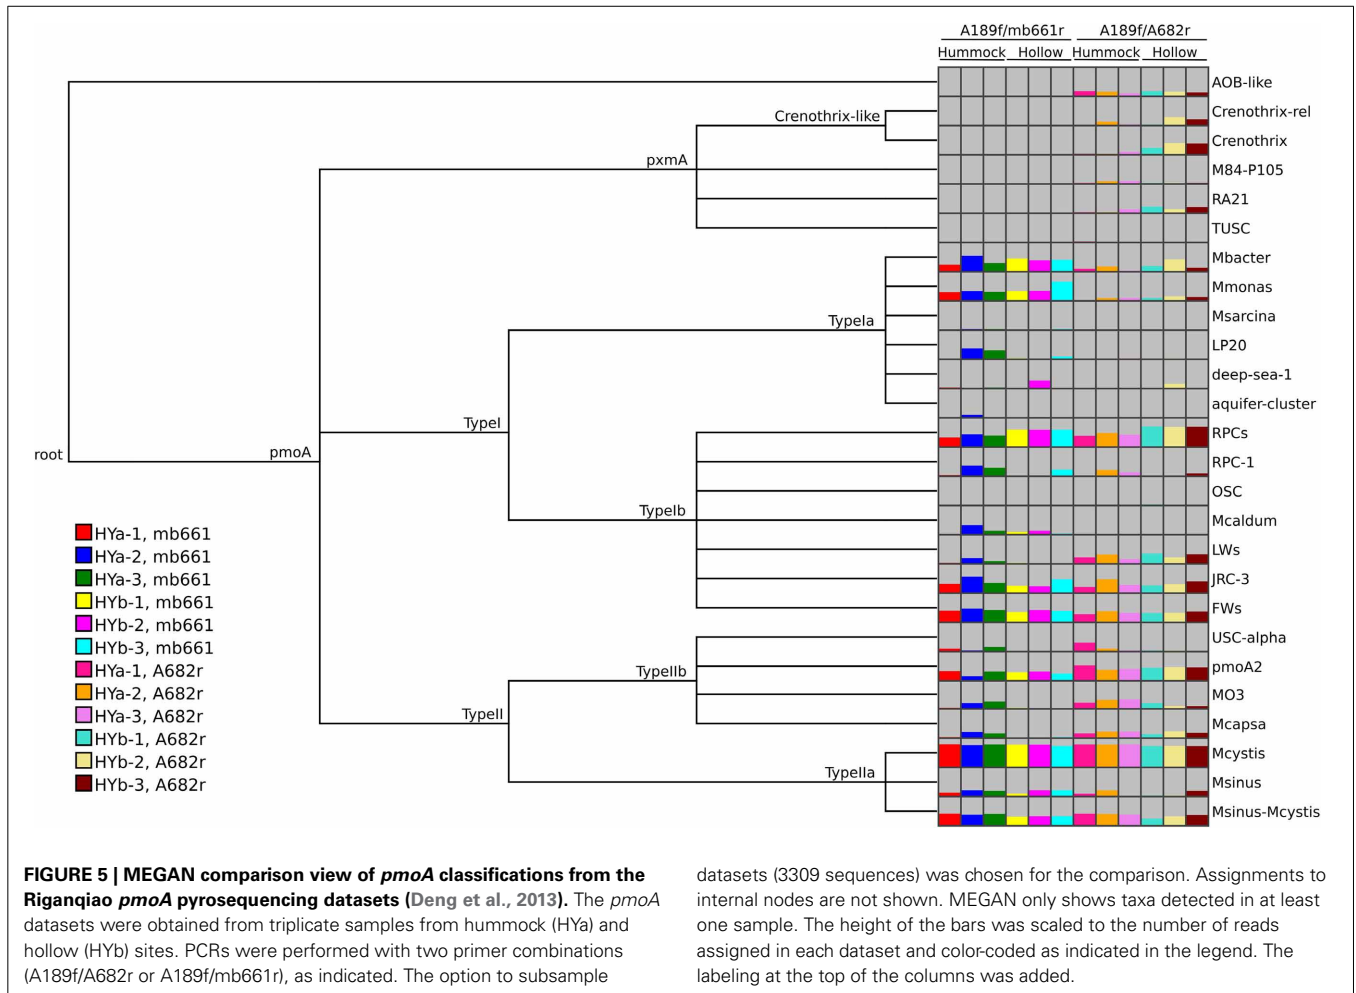 A189f/mb661r A189f/A682r
Hummock Hollow Hummock Hollow
AOB-like
Crenothrix-rel
Crenothrix-like
Crenothrix
pxmA
M84-P105
RA21
TUSC
Mbacter
Mmonas
TypeIa
Msarcina
LP20
deep-sea-1
aquifer-cluster
TypeI
RPCs
root
pmoA
RPC-1
OSC
TypeIb
Mcaldum
LWs
JRC-3
FWs
USC-alpha
TypeIIb
pmoA2
MO3
TypeII
Mcapsa
Mcystis
TypeIIa
Msinus
Msinus-Mcystis
HYa-1, mb661
HYa-2, mb661
HYa-3, mb661
HYb-1, mb661
HYb-2, mb661
HYb-3, mb661
HYa-1, A682r
HYa-2, A682r
HYa-3, A682r
HYb-1, A682r
HYb-2, A682r
HYb-3, A682r
FIGURE 5 | MEGAN comparison view of pmoA classifications from the
Riganqiao pmoA pyrosequencing datasets (Deng et al., 2013). The pmoA
datasets were obtained from triplicate samples from hummock (HYa) and
hollow (HYb) sites. PCRs were performed with two primer combinations
(A189f/A682r or A189f/mb661r), as indicated. The option to subsample
datasets (3309 sequences) was chosen for the comparison. Assignments to
internal nodes are not shown. MEGAN only shows taxa detected in at least
one sample. The height of the bars was scaled to the number of reads
assigned in each dataset and color-coded as indicated in the legend. The
labeling at the top of the columns was added.